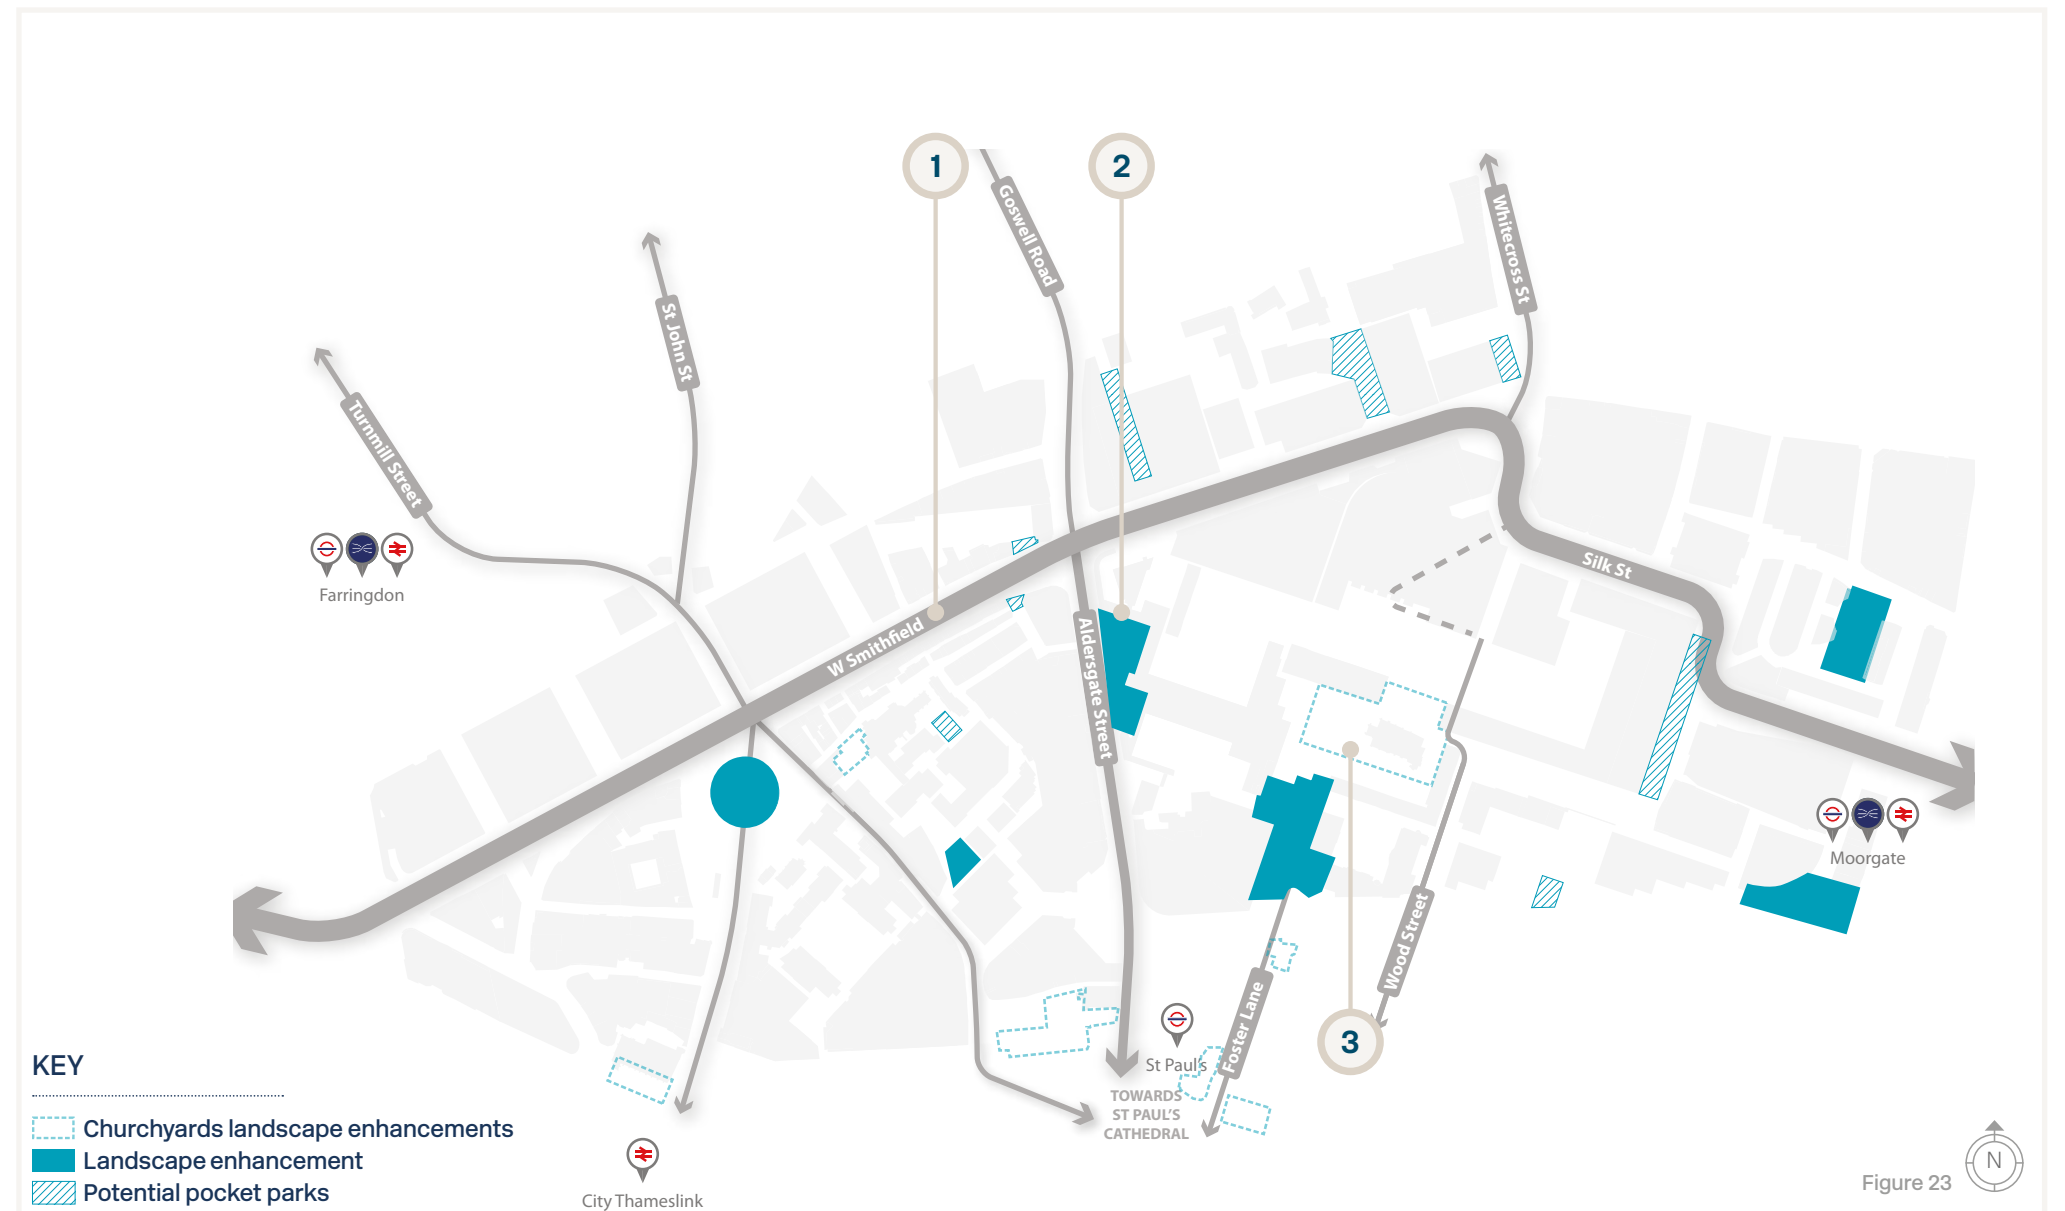 1
2
Goswell Road
Whitecross St
St John St
Turnmill Street
Farringdon
W Smithfield
Silk St
Aldersgate Street
Moorgate
Wood Street
Foster Lane
3
St Paul's
TOWARDS
ST PAUL'S
CATHEDRAL
City Thameslink
KEY
Churchyards landscape enhancements
Landscape enhancement
Potential pocket parks
N
Figure 23